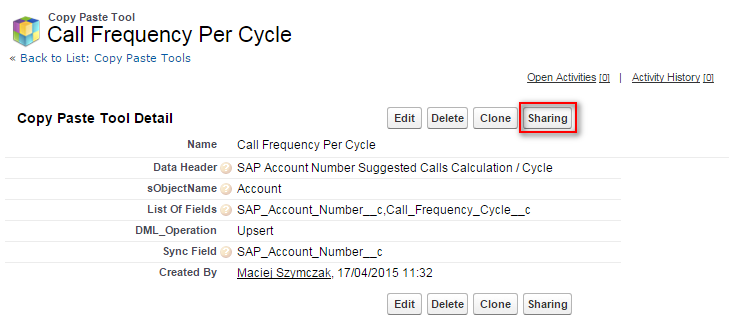 Copy Paste Tool
Call Frequency Per Cycle
« Back to List: Copy Paste Tools
Open Activities [0] | Activity History [0]
Copy Paste Tool Detail Edit Delete Clone Sharing
Name Call Frequency Per Cycle
Data Header ? SAP Account Number Suggested Calls Calculation / Cycle
sObjectName ? Account
List Of Fields ? SAP_Account_Number__c,Call_Frequency_Cycle__c
DML_Operation Upsert
Sync Field ? SAP_Account_Number__c
Created By Maciej Szymczak, 17/04/2015 11:32
Edit Delete Clone Sharing